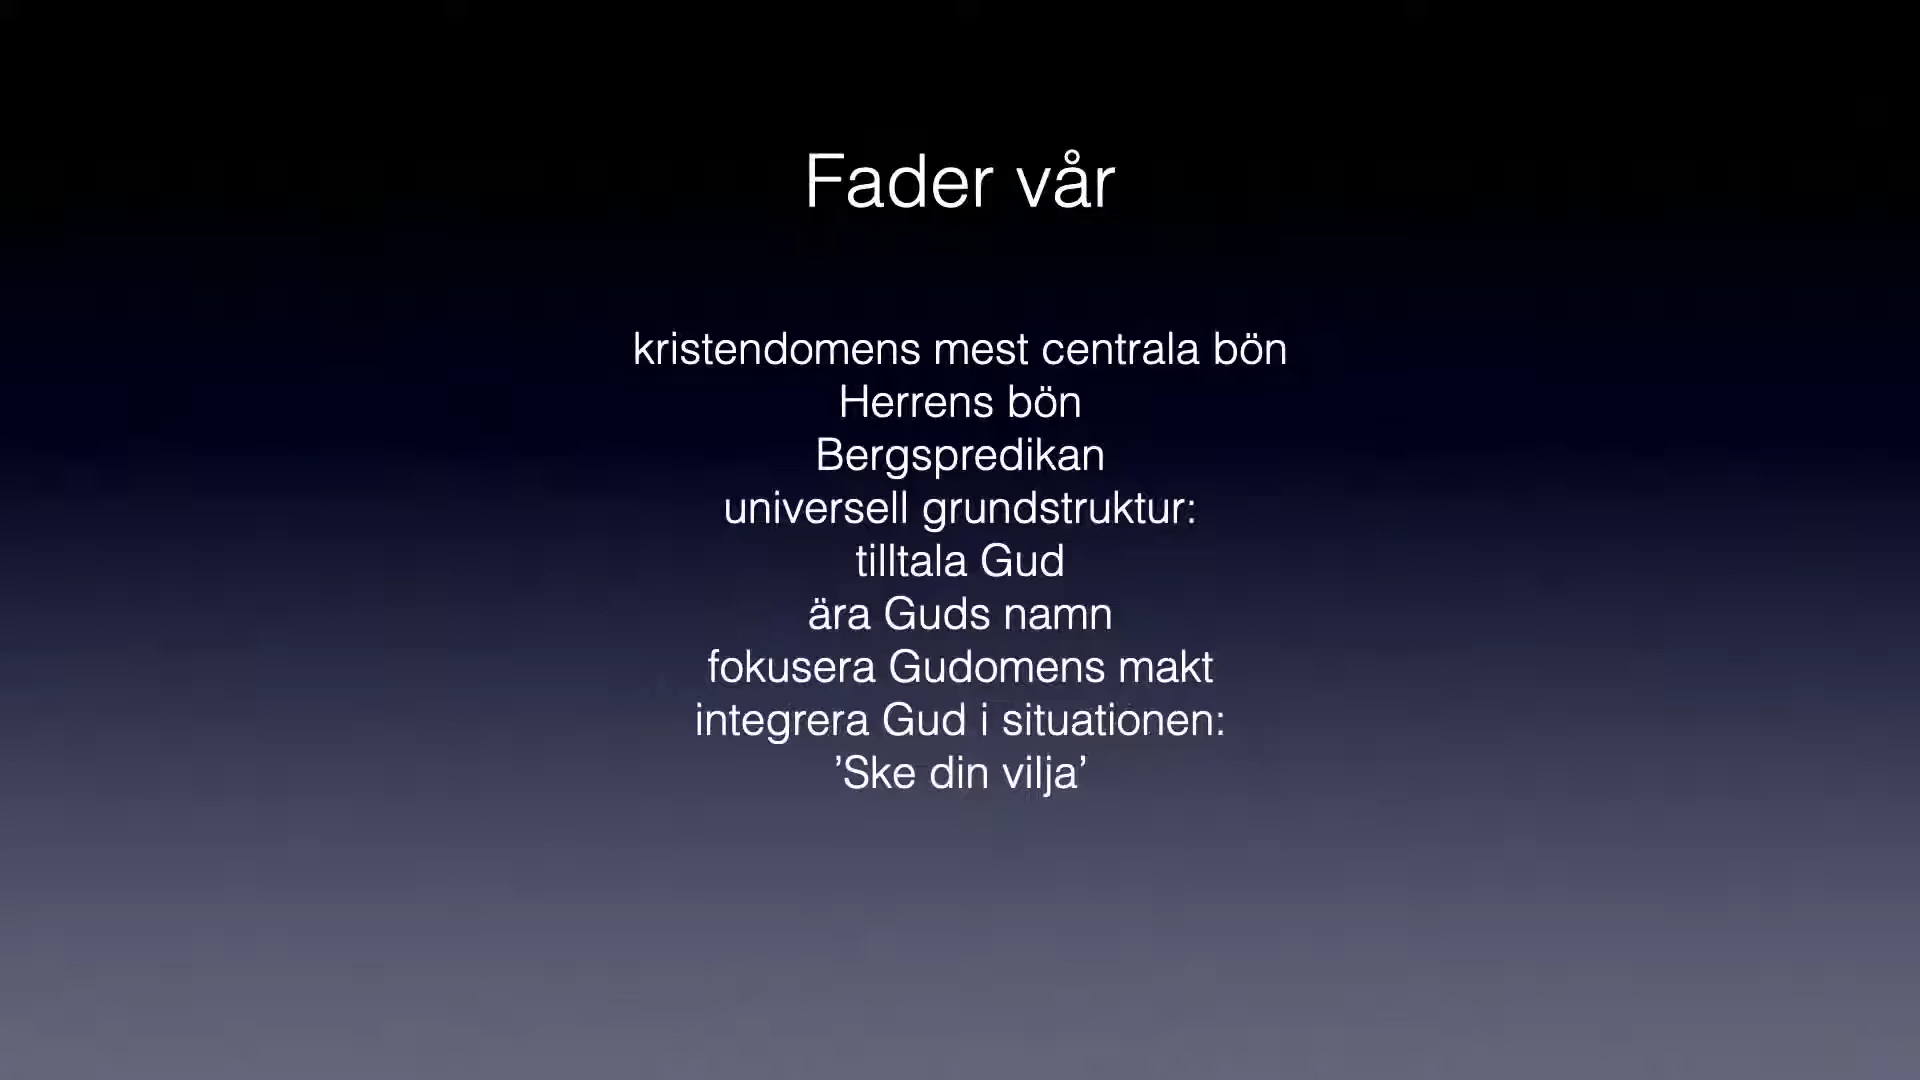 Fader vår
kristendomens mest centrala bön
Herrens bön
Bergspredikan
universell grundstruktur:
tilltala Gud
ära Guds namn
fokusera Gudomens makt
integrera Gud i situationen:
’Ske din vilja’